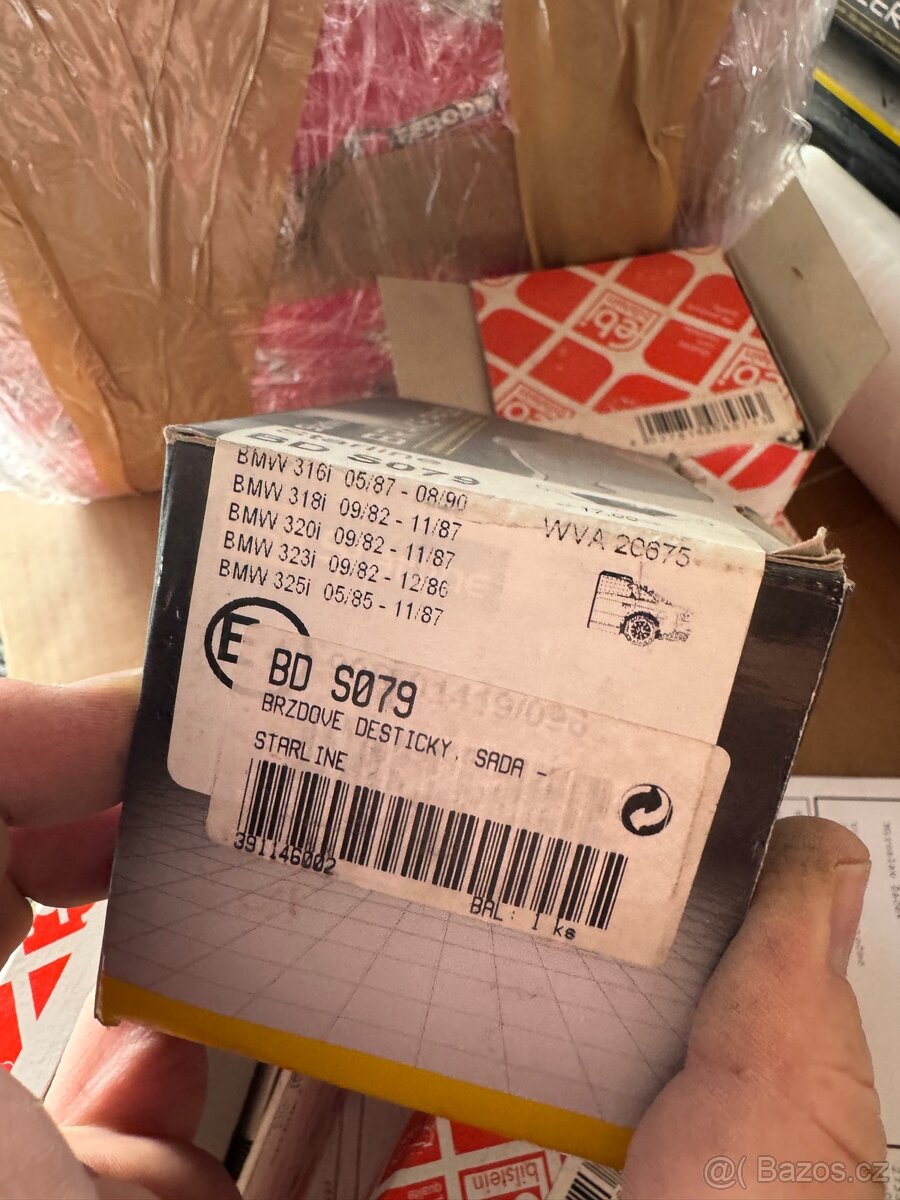 febi
bilstein
Starline
BD S079
BMW 316i 05/87 - 08/90
BMW 318i 09/82 - 11/87
BMW 320i 09/82 - 11/87
BMW 323i 09/82 - 12/86
BMW 325i 05/85 - 11/87
WVA 20675
E
BD S079
BRZDOVE DESTICKY, SADA -
STARLINE
391146002
BAL: 1 ks
bilstein
@( Bazos.cz